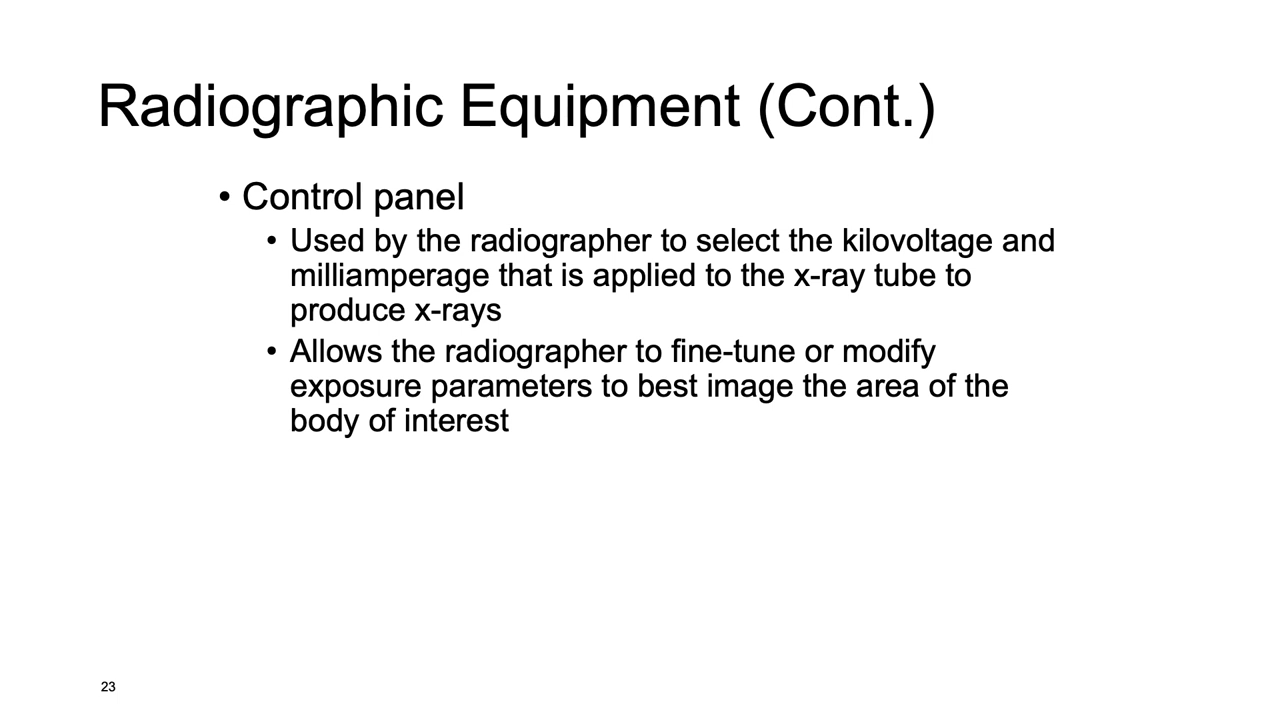 Radiographic Equipment (Cont.)
• Control panel
• Used by the radiographer to select the kilovoltage and
milliamperage that is applied to the x-ray tube to
produce x-rays
• Allows the radiographer to fine-tune or modify
exposure parameters to best image the area of the
body of interest
23